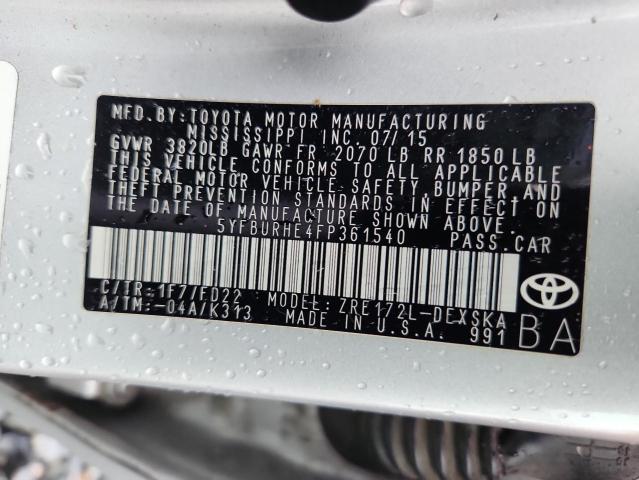 MFD. BY: TOYOTA MOTOR MANUFACTURING
MISSISSIPPI INC. 07/15
GVWR 3820LB GAWR FR 2070 LB RR 1850 LB
THIS VEHICLE CONFORMS TO ALL APPLICABLE
FEDERAL MOTOR VEHICLE SAFETY, BUMPER AND
THEFT PREVENTION STANDARDS IN EFFECT ON
THE DATE OF MANUFACTURE SHOWN ABOVE.
5YFBURHE4FP361540 PASS.CAR
C/TR:1F7/FD22 MODEL:ZRE172L-DEXSKA
A/TM:-04A/K313 MADE IN U.S.A. 991
BA